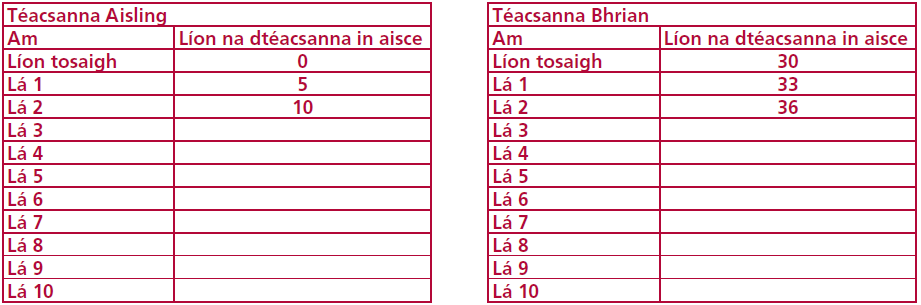 Téacsanna Aisling
Am Líon na dtéacsanna in aisce
Líon tosaigh 0
Lá 1 5
Lá 2 10
Lá 3
Lá 4
Lá 5
Lá 6
Lá 7
Lá 8
Lá 9
Lá 10
Téacsanna Bhrian
Am Líon na dtéacsanna in aisce
Líon tosaigh 30
Lá 1 33
Lá 2 36
Lá 3
Lá 4
Lá 5
Lá 6
Lá 7
Lá 8
Lá 9
Lá 10